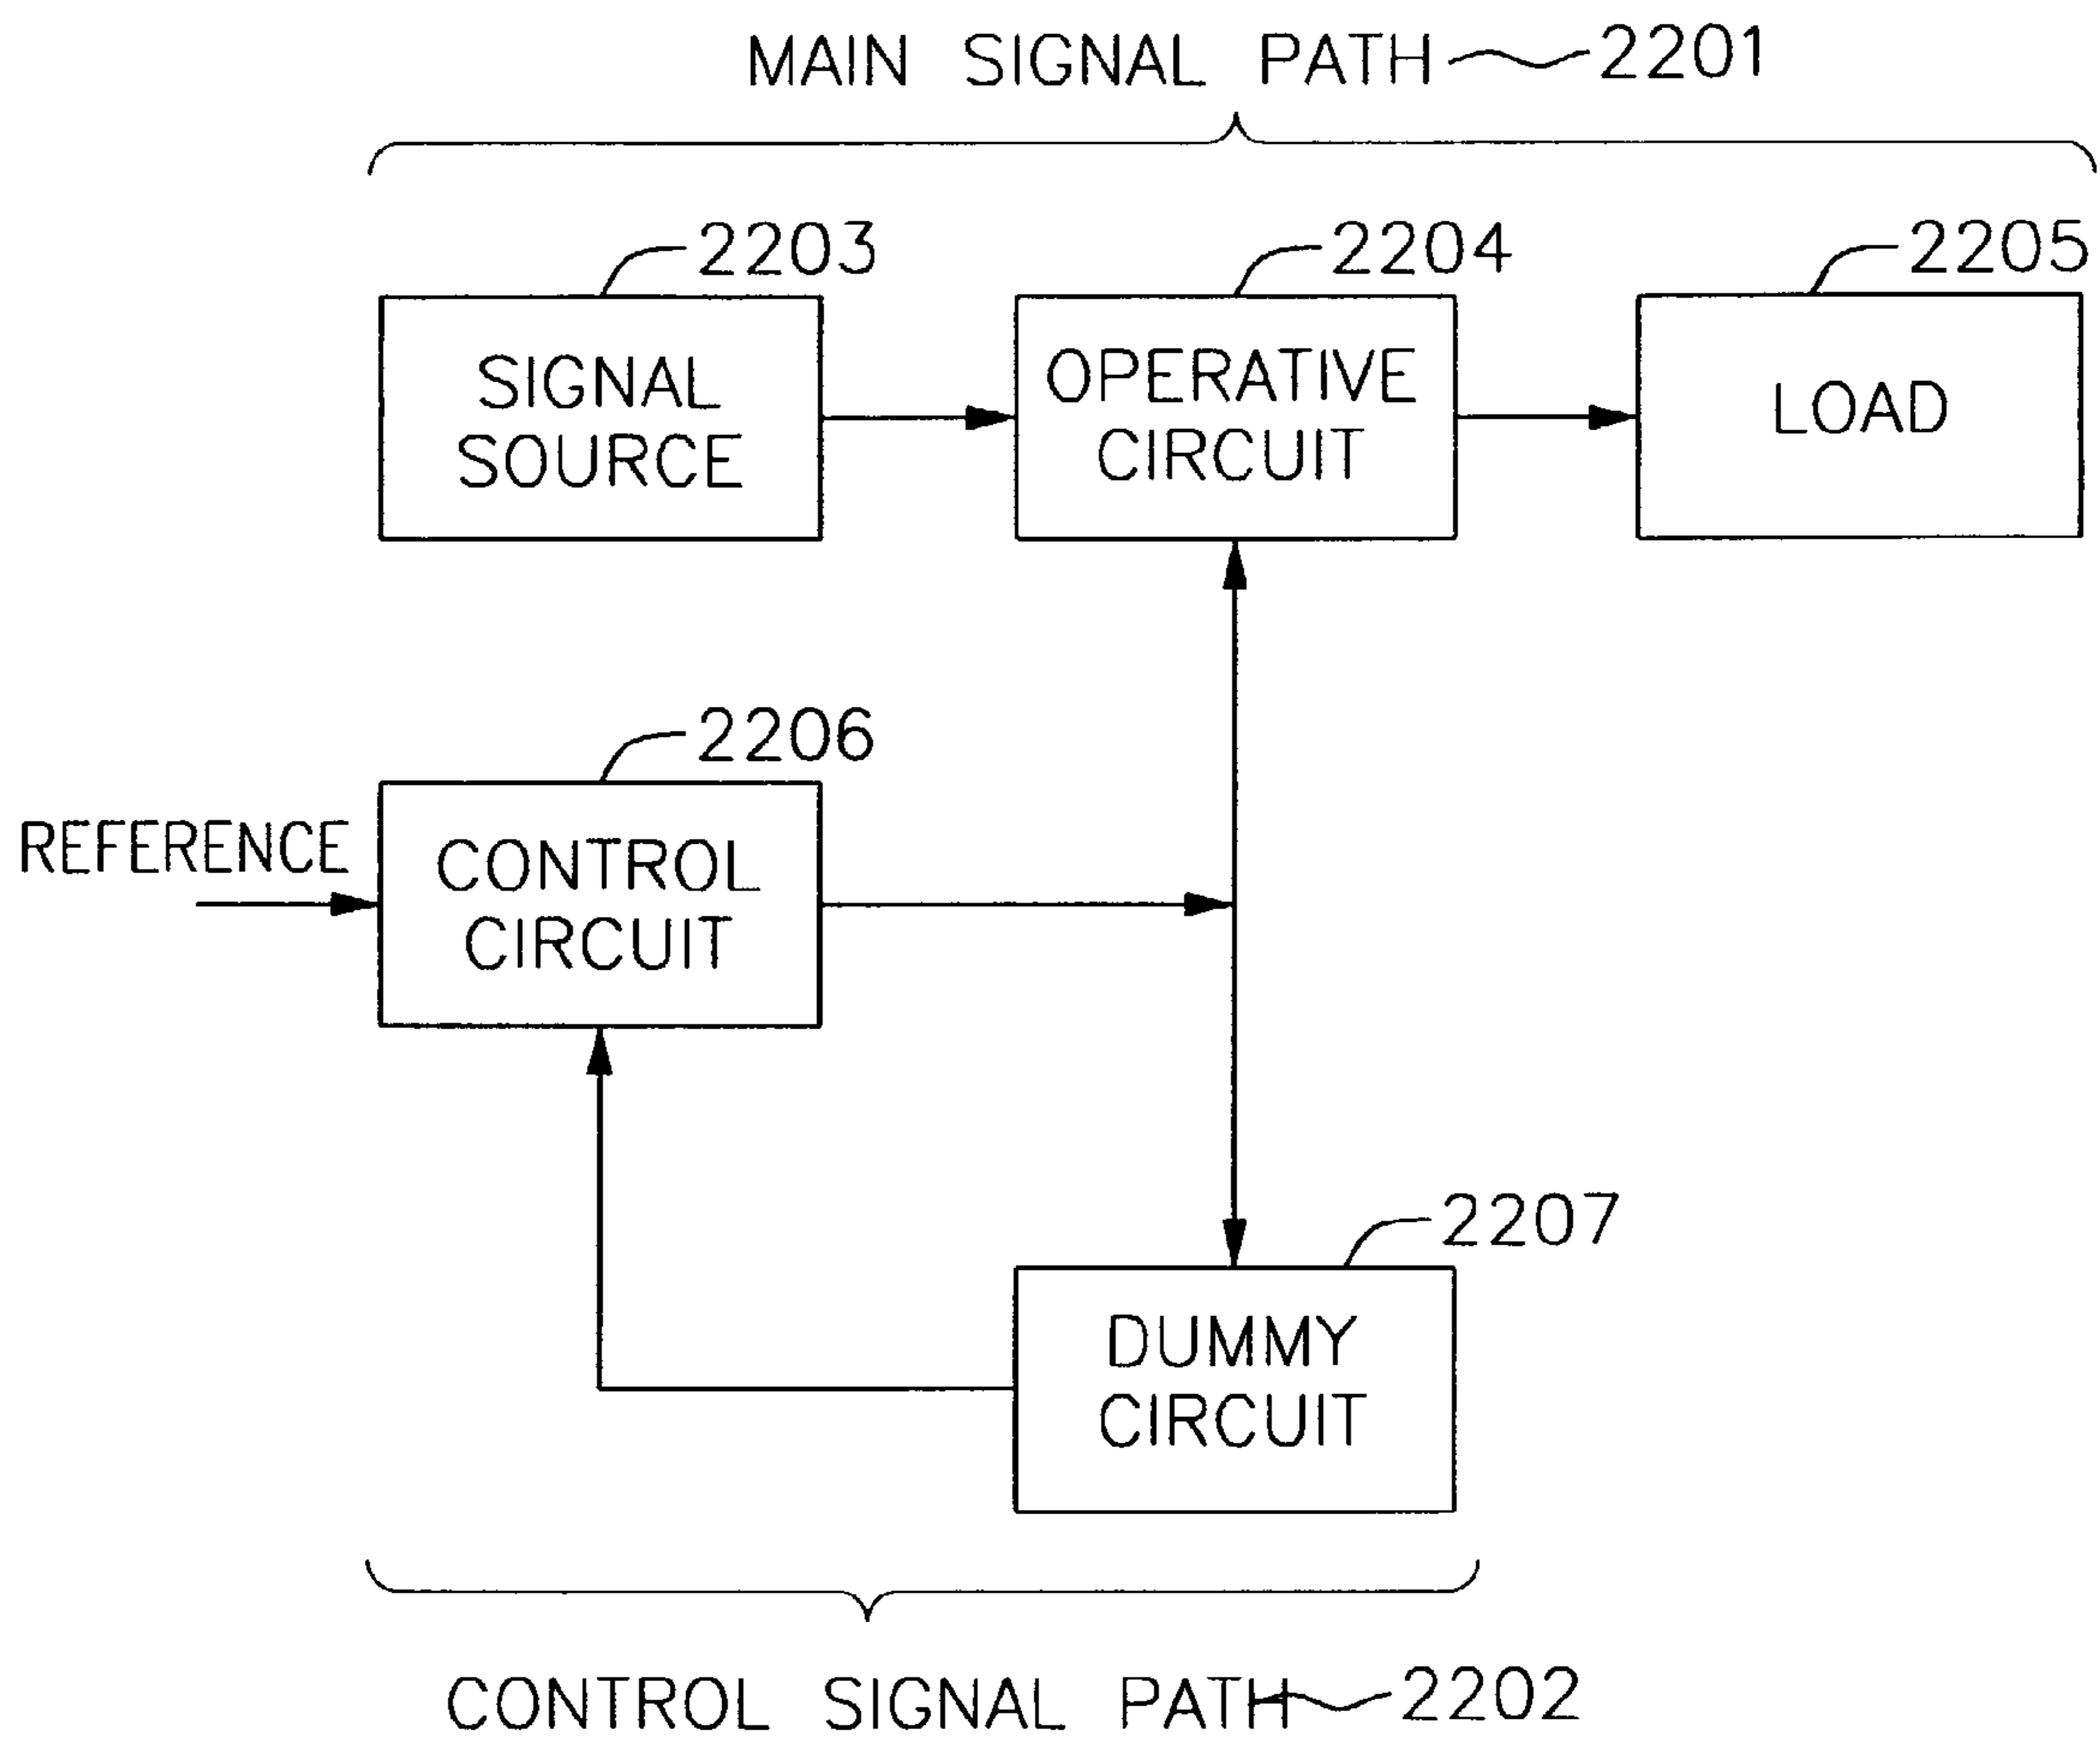 MAIN SIGNAL PATH 2201
2203
2204
2205
SIGNAL
SOURCE
OPERATIVE
CIRCUIT
LOAD
2206
REFERENCE
CONTROL
CIRCUIT
2207
DUMMY
CIRCUIT
CONTROL SIGNAL PATH 2202